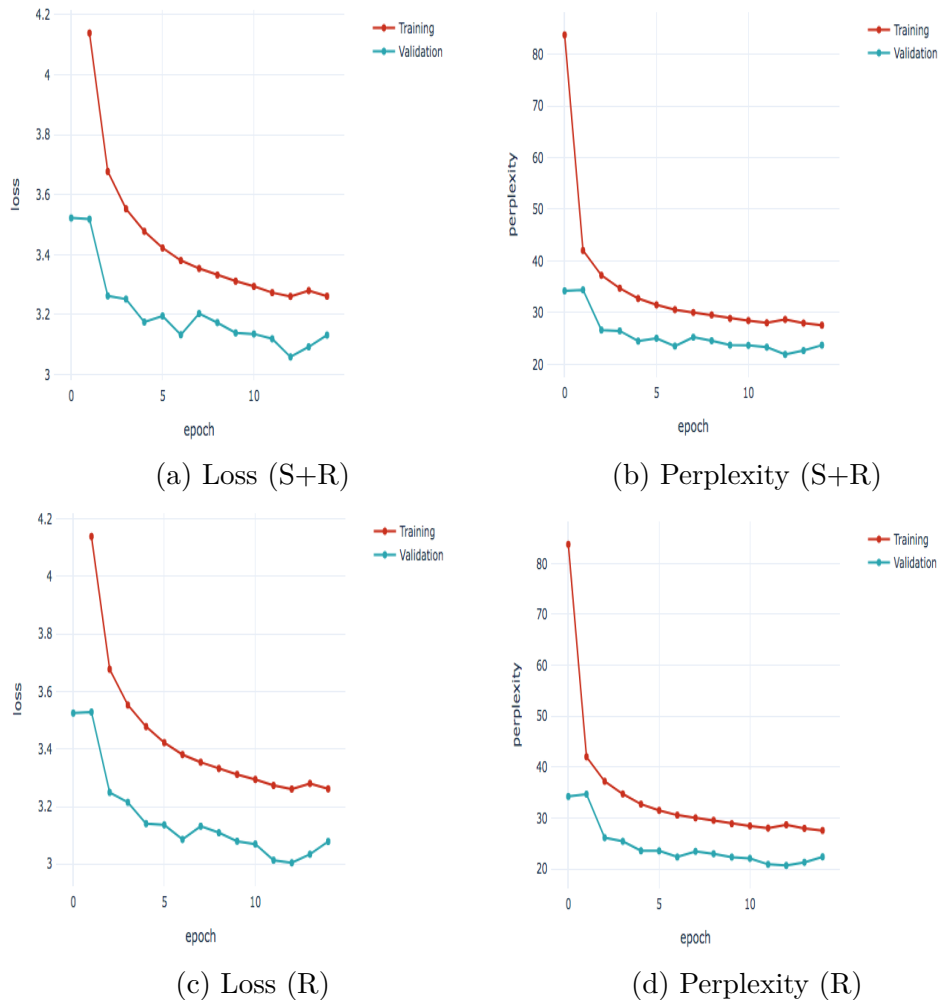 4.2
4
3.8
3.6
3.4
3.2
3
0
5
10
loss
epoch
Training
Validation
(a) Loss (S+R)
80
70
60
50
40
30
20
0
5
10
perplexity
epoch
Training
Validation
(b) Perplexity (S+R)
4.2
4
3.8
3.6
3.4
3.2
3
0
5
10
loss
epoch
Training
Validation
(c) Loss (R)
80
70
60
50
40
30
20
0
5
10
perplexity
epoch
Training
Validation
(d) Perplexity (R)